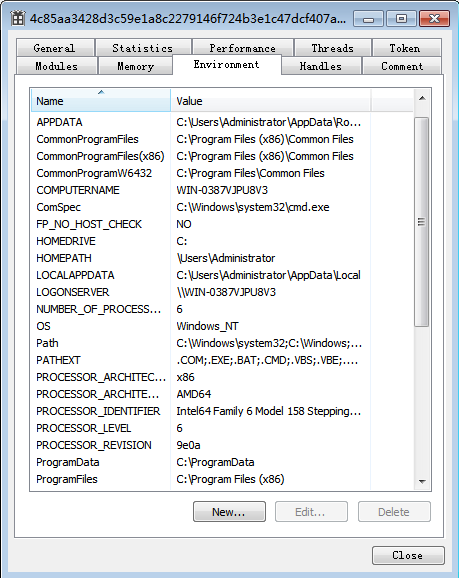 4c85aa3428d3c59e1a8c2279146f724b3e1c47dcf407a...
General Statistics Performance Threads Token
Modules Memory Environment Handles Comment
Name Value
APPDATA C:\Users\Administrator\AppData\Ro...
CommonProgramFiles C:\Program Files (x86)\Common Files
CommonProgramFiles(x86) C:\Program Files (x86)\Common Files
CommonProgramW6432 C:\Program Files\Common Files
COMPUTERNAME WIN-0387VJPU8V3
ComSpec C:\Windows\system32\cmd.exe
FP_NO_HOST_CHECK NO
HOMEDRIVE C:
HOMEPATH \Users\Administrator
LOCALAPPDATA C:\Users\Administrator\AppData\Local
LOGONSERVER \\WIN-0387VJPU8V3
NUMBER_OF_PROCESS... 6
OS Windows_NT
Path C:\Windows\system32;C:\Windows;...
PATHEXT .COM;.EXE;.BAT;.CMD;.VBS;.VBE;....
PROCESSOR_ARCHITEC... x86
PROCESSOR_ARCHITE... AMD64
PROCESSOR_IDENTIFIER Intel64 Family 6 Model 158 Stepping...
PROCESSOR_LEVEL 6
PROCESSOR_REVISION 9e0a
ProgramData C:\ProgramData
ProgramFiles C:\Program Files (x86)
New... Edit... Delete
Close